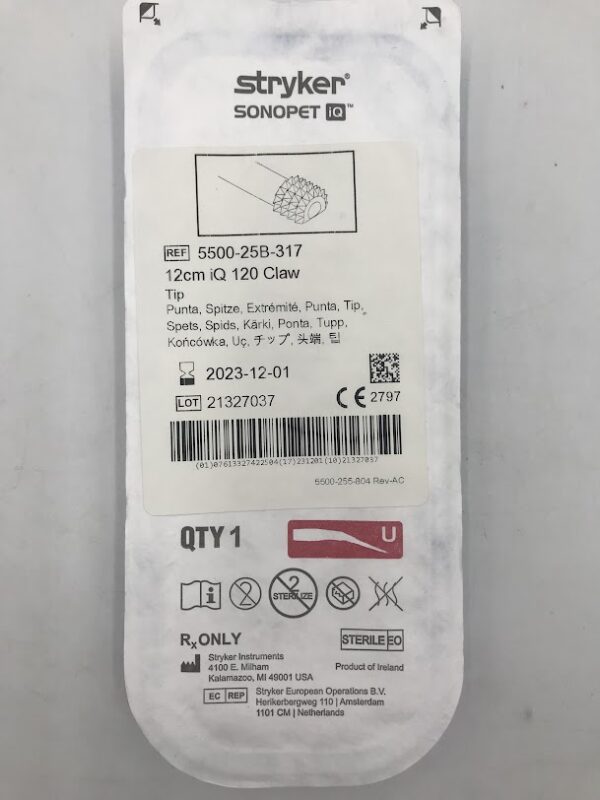 stryker®
SONOPET iQ™
REF 5500-25B-317
12cm iQ 120 Claw
Tip
Punta, Spitze, Extrémité, Punta, Tip,
Spets, Spids, Kärki, Ponta, Tupp,
Końcówka, Uç, チップ, 头端, 팁
2023-12-01
LOT 21327037
CE 2797
(01)07613327422504(17)231201(10)21327037
5500-255-804 Rev-AC
QTY 1
U
i
2
2
STERILIZE
RxONLY
STERILE EO
Stryker Instruments
4100 E. Milham
Kalamazoo, MI 49001 USA
Product of Ireland
EC REP
Stryker European Operations B.V.
Herikerbergweg 110 | Amsterdam
1101 CM | Netherlands